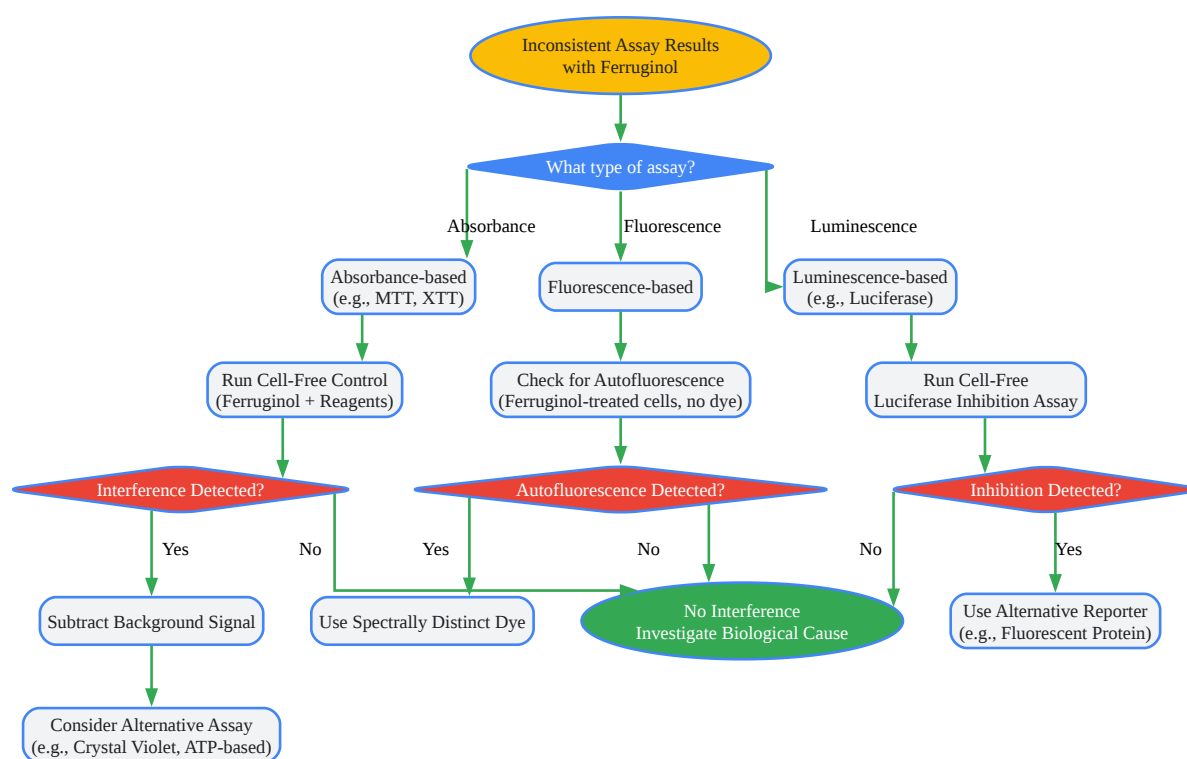 Inconsistent Assay Results
with Ferruginol
What type of assay?
Absorbance
Fluorescence
Luminescence
Absorbance-based
(e.g., MTT, XTT)
Fluorescence-based
Luminescence-based
(e.g., Luciferase)
Run Cell-Free Control
(Ferruginol + Reagents)
Check for Autofluorescence
(Ferruginol-treated cells, no dye)
Run Cell-Free
Luciferase Inhibition Assay
Interference Detected?
Autofluorescence Detected?
Inhibition Detected?
Yes
No
Yes
No
No
Yes
Subtract Background Signal
Use Spectrally Distinct Dye
No Interference
Investigate Biological Cause
Use Alternative Reporter
(e.g., Fluorescent Protein)
Consider Alternative Assay
(e.g., Crystal Violet, ATP-based)